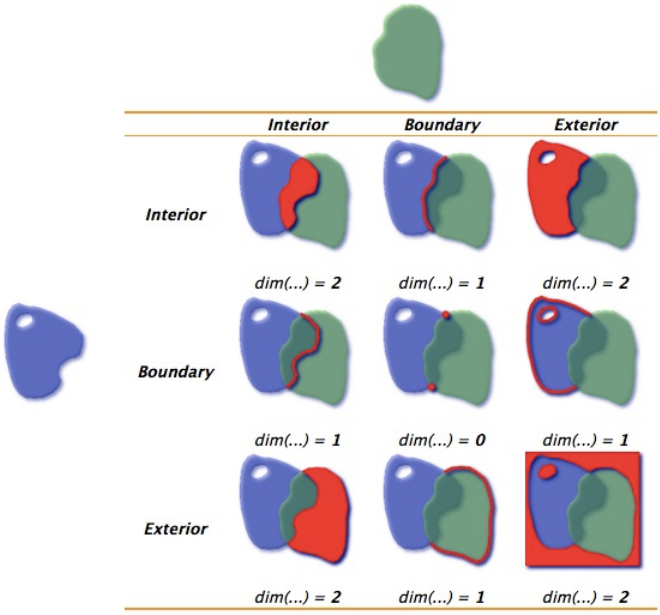 Interior Boundary Exterior
Interior
dim(...) = 2 dim(...) = 1 dim(...) = 2
Boundary
dim(...) = 1 dim(...) = 0 dim(...) = 1
Exterior
dim(...) = 2 dim(...) = 1 dim(...) = 2